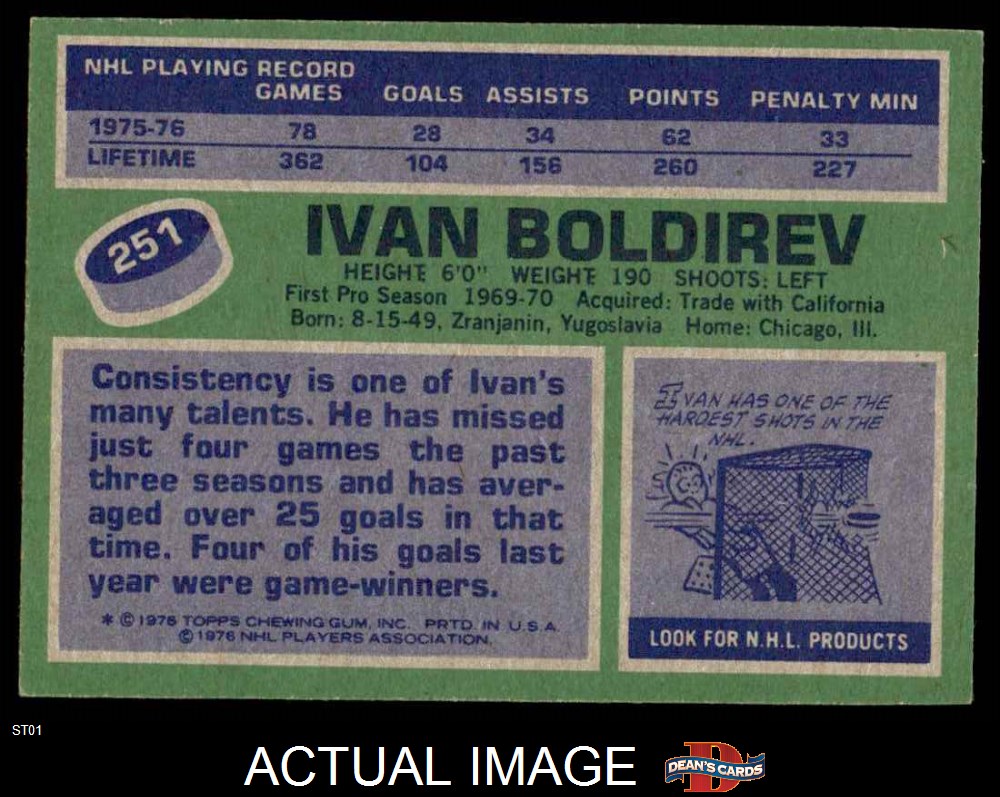 NHL PLAYING RECORD
GAMES GOALS ASSISTS POINTS PENALTY MIN
1975-76 78 28 34 62 33
LIFETIME 362 104 156 260 227
251
IVAN BOLDIREV
HEIGHT: 6'0" WEIGHT: 190 SHOOTS: LEFT
First Pro Season 1969-70 Acquired: Trade with California
Born: 8-15-49, Zranjanin, Yugoslavia Home: Chicago, Ill.
Consistency is one of Ivan's
many talents. He has missed
just four games the past
three seasons and has aver-
aged over 25 goals in that
time. Four of his goals last
year were game-winners.
* © 1976 TOPPS CHEWING GUM, INC. PRTD. IN U.S.A.
© 1976 NHL PLAYERS ASSOCIATION.
IVAN HAS ONE OF THE
HARDEST SHOTS IN THE
NHL.
LOOK FOR N.H.L. PRODUCTS
ST01
ACTUAL IMAGE
D
DEAN'S CARDS